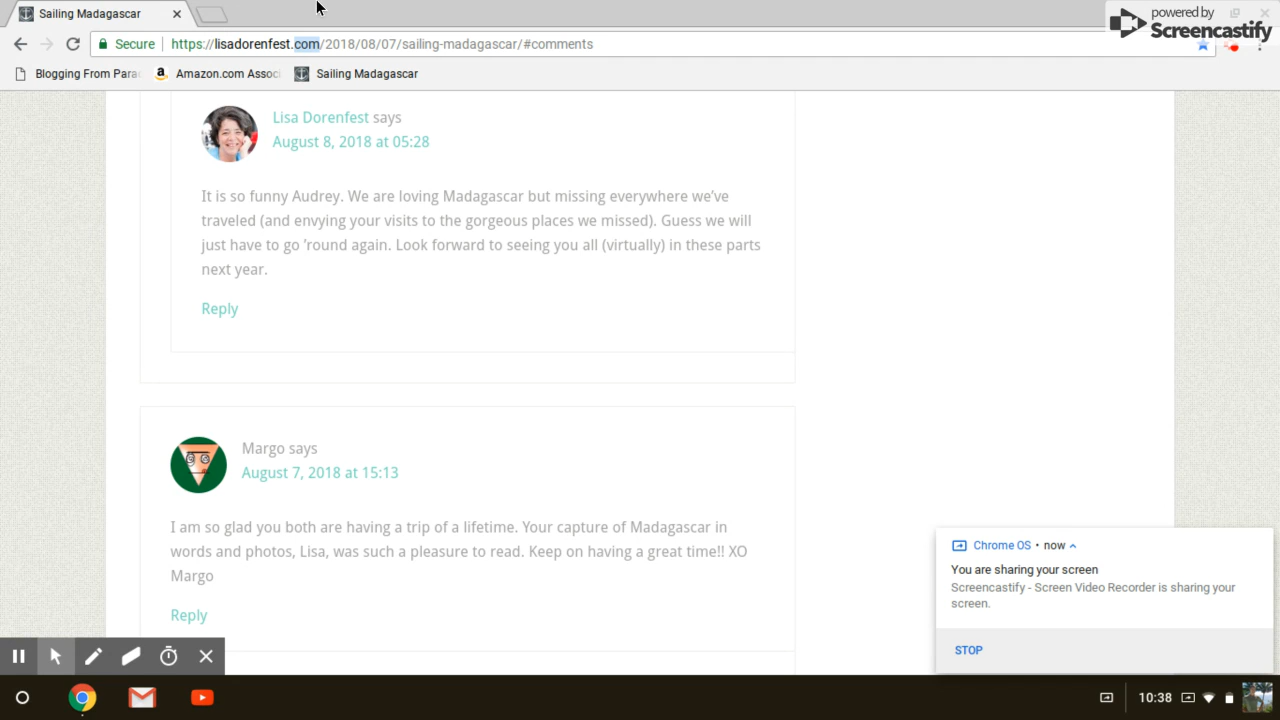 Sailing Madagascar
powered by
Screencastify
Secure
https://lisadorenfest.com/2018/08/07/sailing-madagascar/#comments
Blogging From Para
Amazon.com Assoc
Sailing Madagascar
Lisa Dorenfest says
August 8, 2018 at 05:28
It is so funny Audrey. We are loving Madagascar but missing everywhere we've
traveled (and envying your visits to the gorgeous places we missed). Guess we will
just have to go 'round again. Look forward to seeing you all (virtually) in these parts
next year.
Reply
Margo says
August 7, 2018 at 15:13
I am so glad you both are having a trip of a lifetime. Your capture of Madagascar in
words and photos, Lisa, was such a pleasure to read. Keep on having a great time!! XO
Margo
Reply
Chrome OS • now
You are sharing your screen
Screencastify - Screen Video Recorder is sharing your
screen.
STOP
10:38